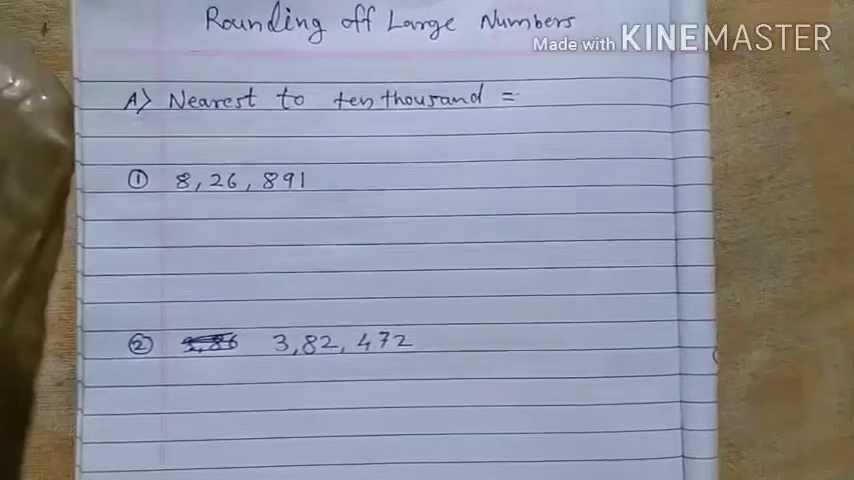 Rounding off Large Numbers
Made with KINEMASTER
A> Nearest to ten thousand =
① 8, 26, 891
② 3,82, 472